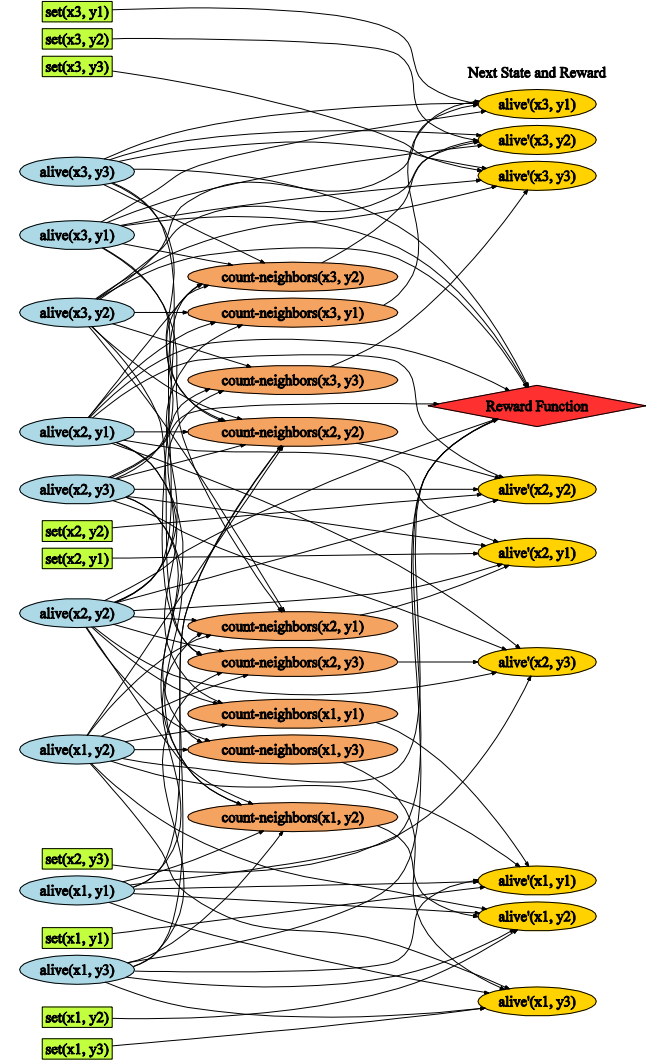 set(x3, y1)
set(x3, y2)
set(x3, y3)
Next State and Reward
alive'(x3, y1)
alive'(x3, y2)
alive(x3, y3)
alive'(x3, y3)
alive(x3, y1)
count-neighbors(x3, y2)
alive(x3, y2)
count-neighbors(x3, y1)
count-neighbors(x3, y3)
Reward Function
alive(x2, y1)
count-neighbors(x2, y2)
alive(x2, y3)
alive'(x2, y2)
set(x2, y2)
set(x2, y1)
alive'(x2, y1)
alive(x2, y2)
count-neighbors(x2, y1)
count-neighbors(x2, y3)
alive'(x2, y3)
count-neighbors(x1, y1)
alive(x1, y2)
count-neighbors(x1, y3)
count-neighbors(x1, y2)
set(x2, y3)
alive'(x1, y1)
alive(x1, y1)
alive'(x1, y2)
set(x1, y1)
alive(x1, y3)
alive'(x1, y3)
set(x1, y2)
set(x1, y3)